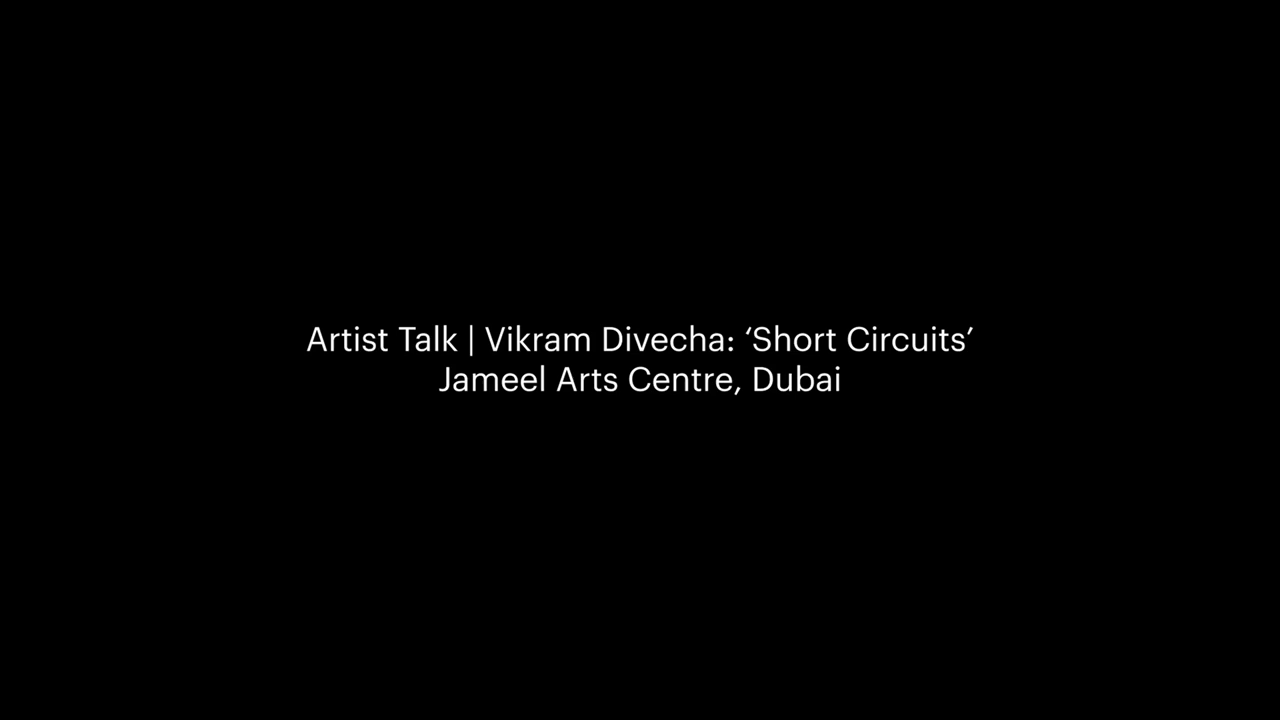 Artist Talk | Vikram Divecha: ‘Short Circuits’
Jameel Arts Centre, Dubai